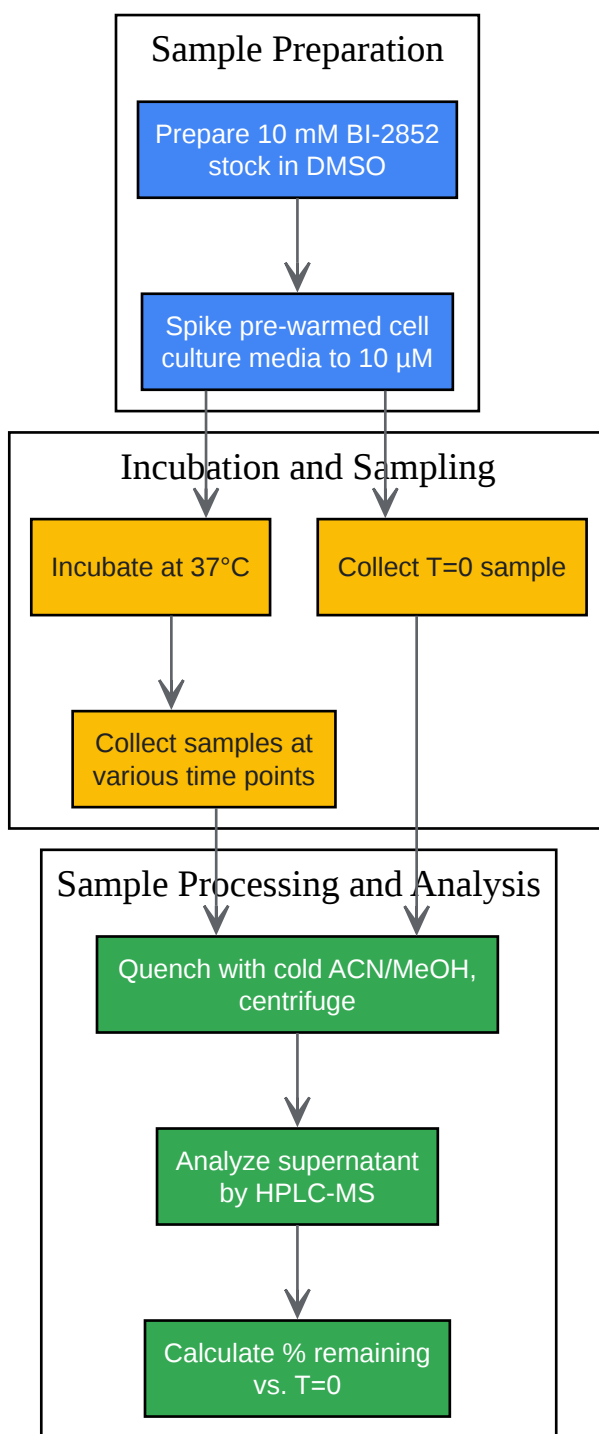 Sample Preparation
Prepare 10 mM BI-2852
stock in DMSO
Spike pre-warmed cell
culture media to 10 µM
Incubation and Sampling
Incubate at 37°C
Collect T=0 sample
Collect samples at
various time points
Sample Processing and Analysis
Quench with cold ACN/MeOH,
centrifuge
Analyze supernatant
by HPLC-MS
Calculate % remaining
vs. T=0